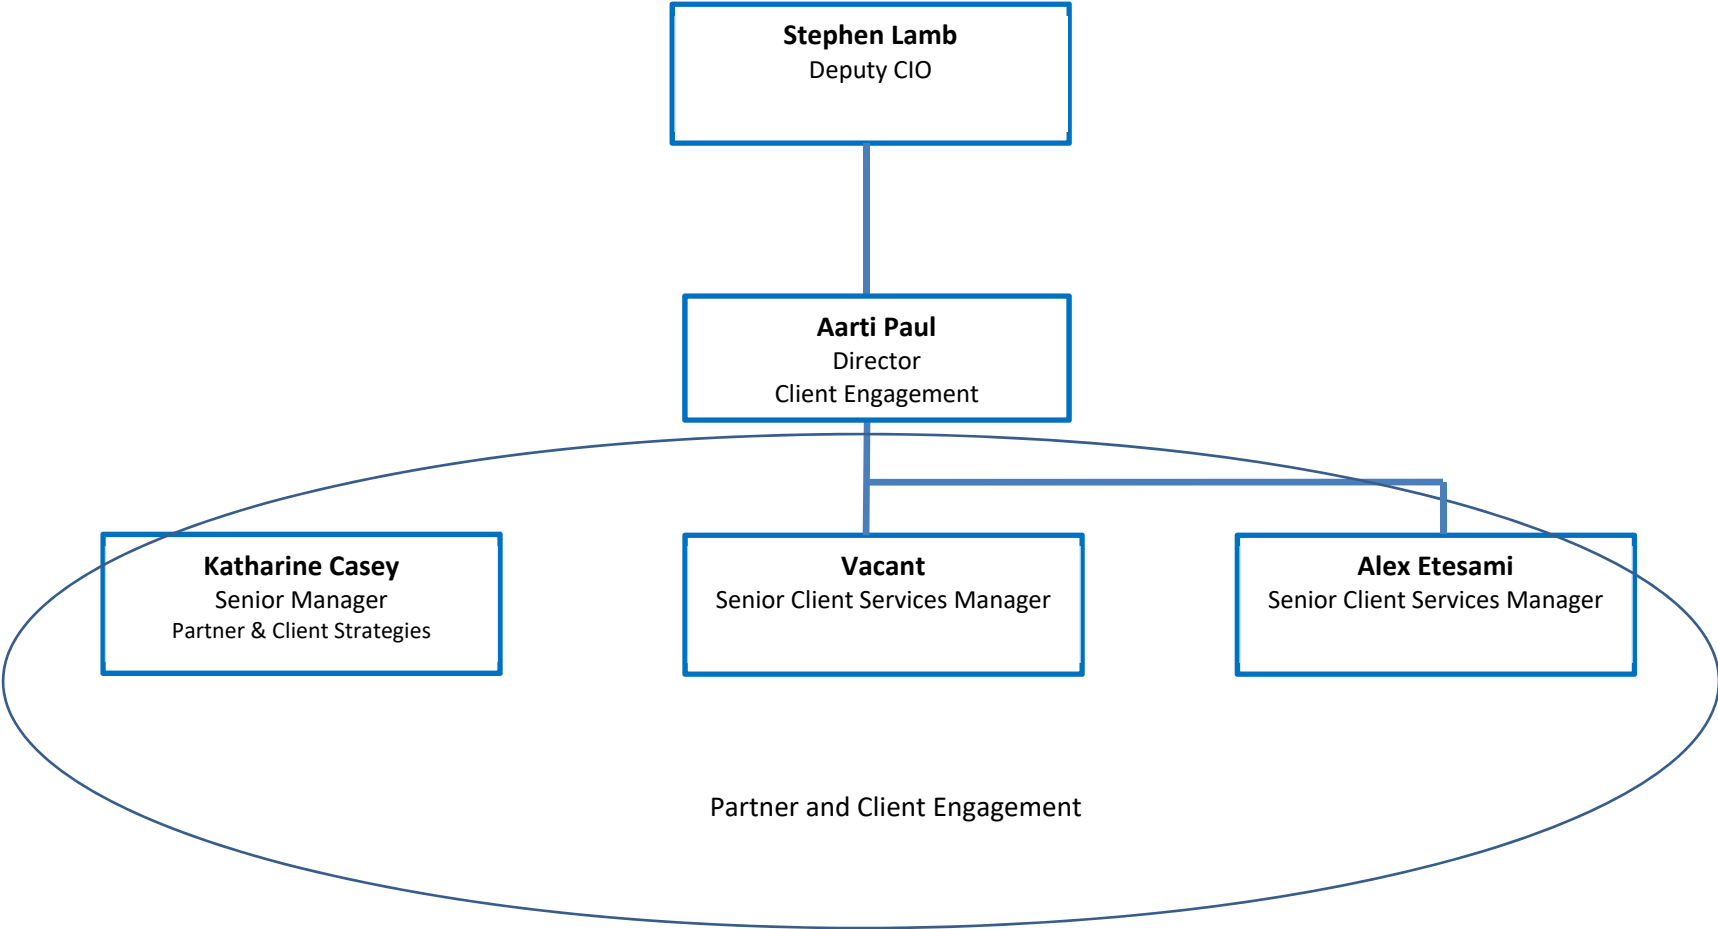 Stephen Lamb
Deputy CIO
Aarti Paul
Director
Client Engagement
Katharine Casey
Senior Manager
Partner & Client Strategies
Vacant
Senior Client Services Manager
Alex Etesami
Senior Client Services Manager
Partner and Client Engagement